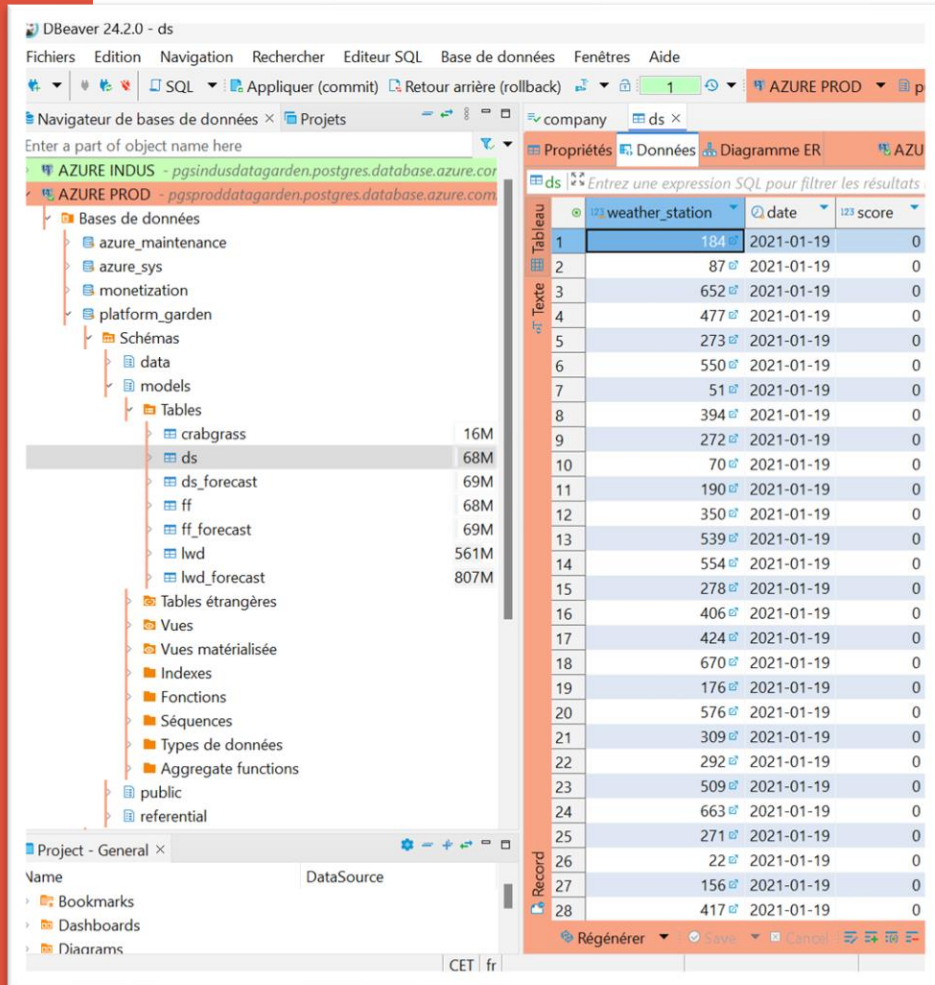 DBeaver 24.2.0 - ds
Fichiers Edition Navigation Rechercher Editeur SQL Base de données Fenêtres Aide
SQL Appliquer (commit) Retour arrière (rollback) 1 AZURE PROD p
Navigateur de bases de données × Projets
Enter a part of object name here
AZURE INDUS - pgsindusdatagarden.postgres.database.azure.cor
AZURE PROD - pgsproddatagarden.postgres.database.azure.com
Bases de données
azure_maintenance
azure_sys
monetization
platform_garden
Schémas
data
models
Tables
crabgrass 16M
ds 68M
ds_forecast 69M
ff 68M
ff_forecast 69M
lwd 561M
lwd_forecast 807M
Tables étrangères
Vues
Vues matérialisée
Indexes
Fonctions
Séquences
Types de données
Aggregate functions
public
referential
Project - General ×
Name DataSource
Bookmarks
Dashboards
Diagrams
company ds ×
Propriétés Données Diagramme ER AZU
ds Entrez une expression SQL pour filtrer les résultats
Tableau
Texte
Record
123 weather_station date 123 score
1 184 2021-01-19 0
2 87 2021-01-19 0
3 652 2021-01-19 0
4 477 2021-01-19 0
5 273 2021-01-19 0
6 550 2021-01-19 0
7 51 2021-01-19 0
8 394 2021-01-19 0
9 272 2021-01-19 0
10 70 2021-01-19 0
11 190 2021-01-19 0
12 350 2021-01-19 0
13 539 2021-01-19 0
14 554 2021-01-19 0
15 278 2021-01-19 0
16 406 2021-01-19 0
17 424 2021-01-19 0
18 670 2021-01-19 0
19 176 2021-01-19 0
20 576 2021-01-19 0
21 309 2021-01-19 0
22 292 2021-01-19 0
23 509 2021-01-19 0
24 663 2021-01-19 0
25 271 2021-01-19 0
26 22 2021-01-19 0
27 156 2021-01-19 0
28 417 2021-01-19 0
Régénérer Save Cancel
CET fr